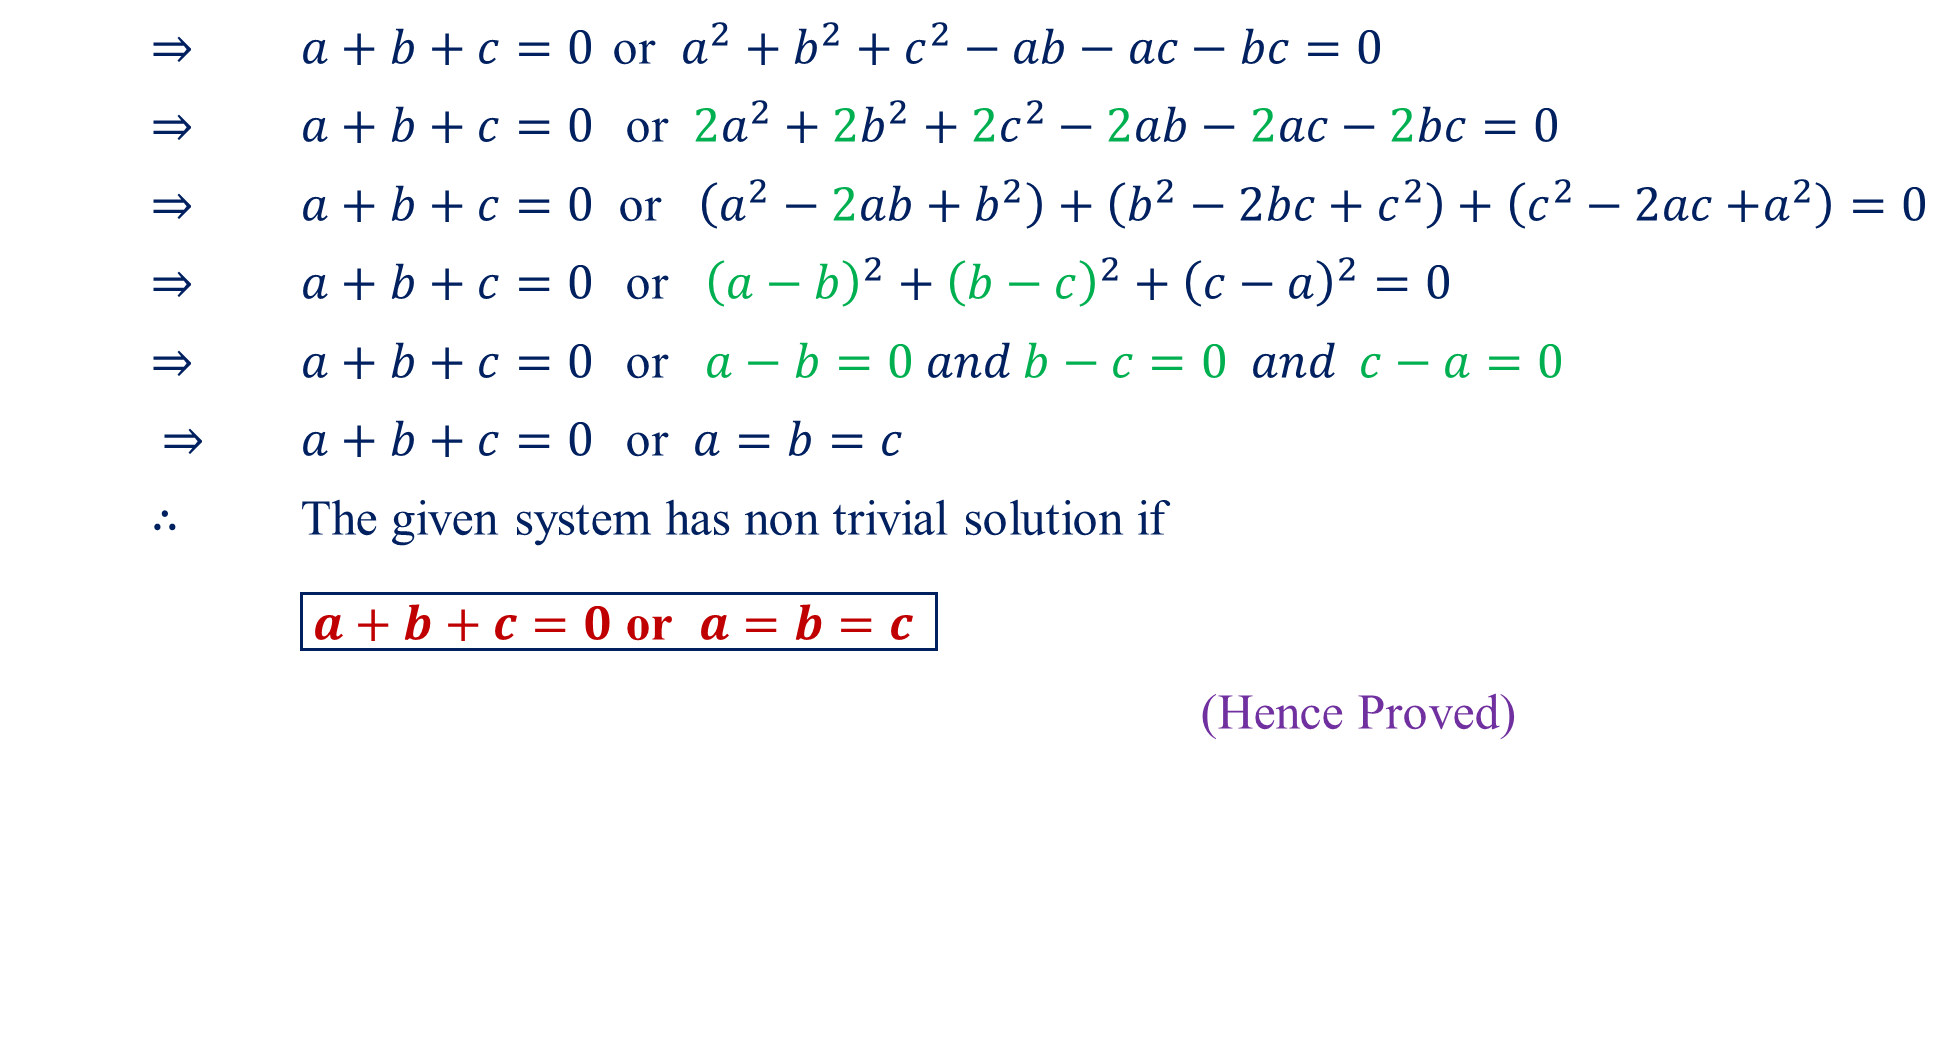 ⇒ a + b + c = 0 or a² + b² + c² − ab − ac − bc = 0
⇒ a + b + c = 0 or 2a² + 2b² + 2c² − 2ab − 2ac − 2bc = 0
⇒ a + b + c = 0 or (a² − 2ab + b²) + (b² − 2bc + c²) + (c² − 2ac +a²) = 0
⇒ a + b + c = 0 or (a − b)² + (b − c)² + (c − a)² = 0
⇒ a + b + c = 0 or a − b = 0 and b − c = 0 and c − a = 0
⇒ a + b + c = 0 or a = b = c
∴ The given system has non trivial solution if
a + b + c = 0 or a = b = c
(Hence Proved)